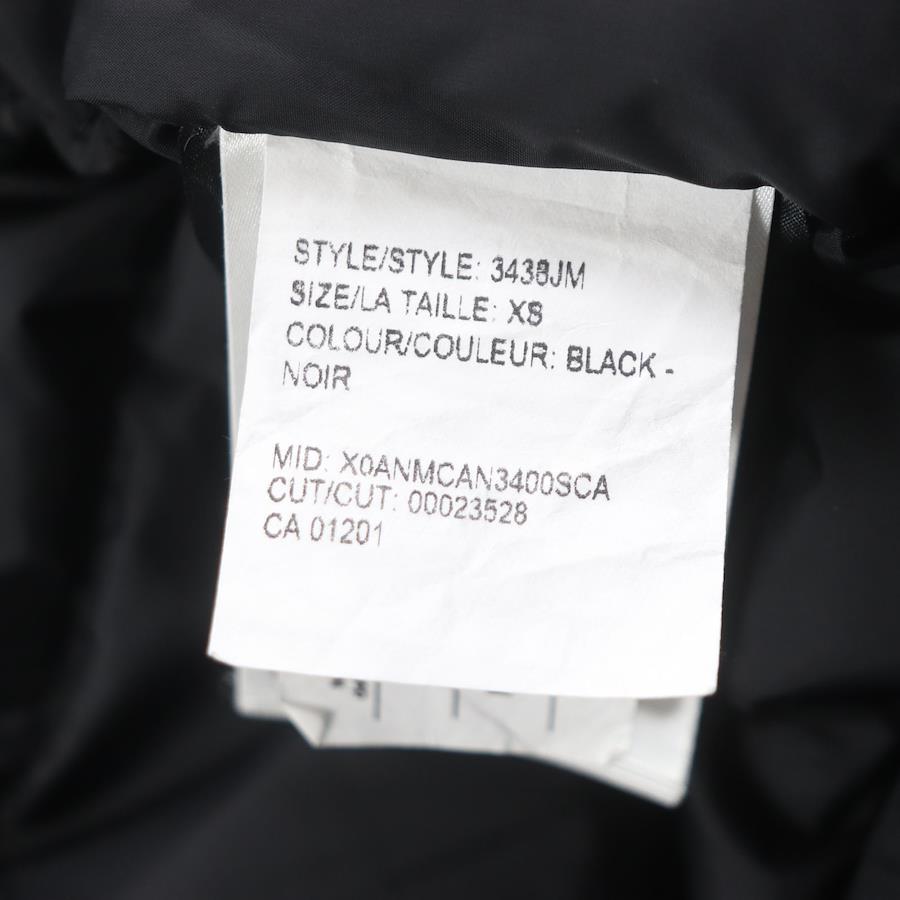 STYLE/STYLE: 3438JM
SIZE/LA TAILLE: XS
COLOUR/COULEUR: BLACK -
NOIR
MID: X0ANMCAN3400SCA
CUT/CUT: 00023528
CA 01201